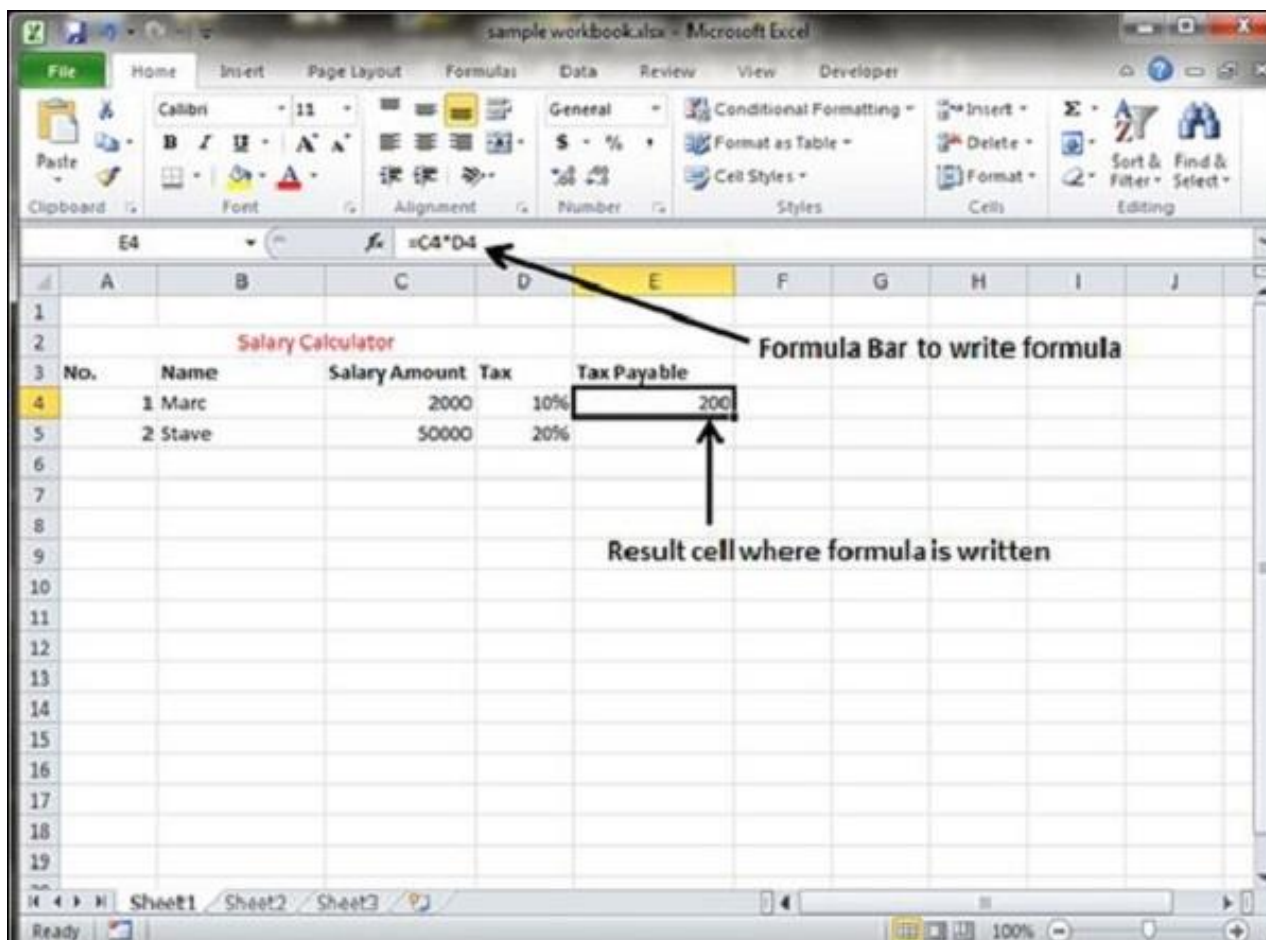 sample workbook.xlsx - Microsoft Excel
File Home Insert Page Layout Formulas Data Review View Developer
Calibri 11 General Conditional Formatting Insert Σ
Paste B I U A A $ % , Format as Table Delete Sort & Filter Find & Select
A Cell Styles Format
Clipboard Font Alignment Number Styles Cells Editing
E4 fx =C4*D4
A B C D E F G H I J
1
2 Salary Calculator Formula Bar to write formula
3 No. Name Salary Amount Tax Tax Payable
4 1 Marc 2000 10% 200
5 2 Stave 50000 20%
6
7
8
9 Result cell where formula is written
10
11
12
13
14
15
16
17
18
19
Sheet1 Sheet2 Sheet3
Ready 100%